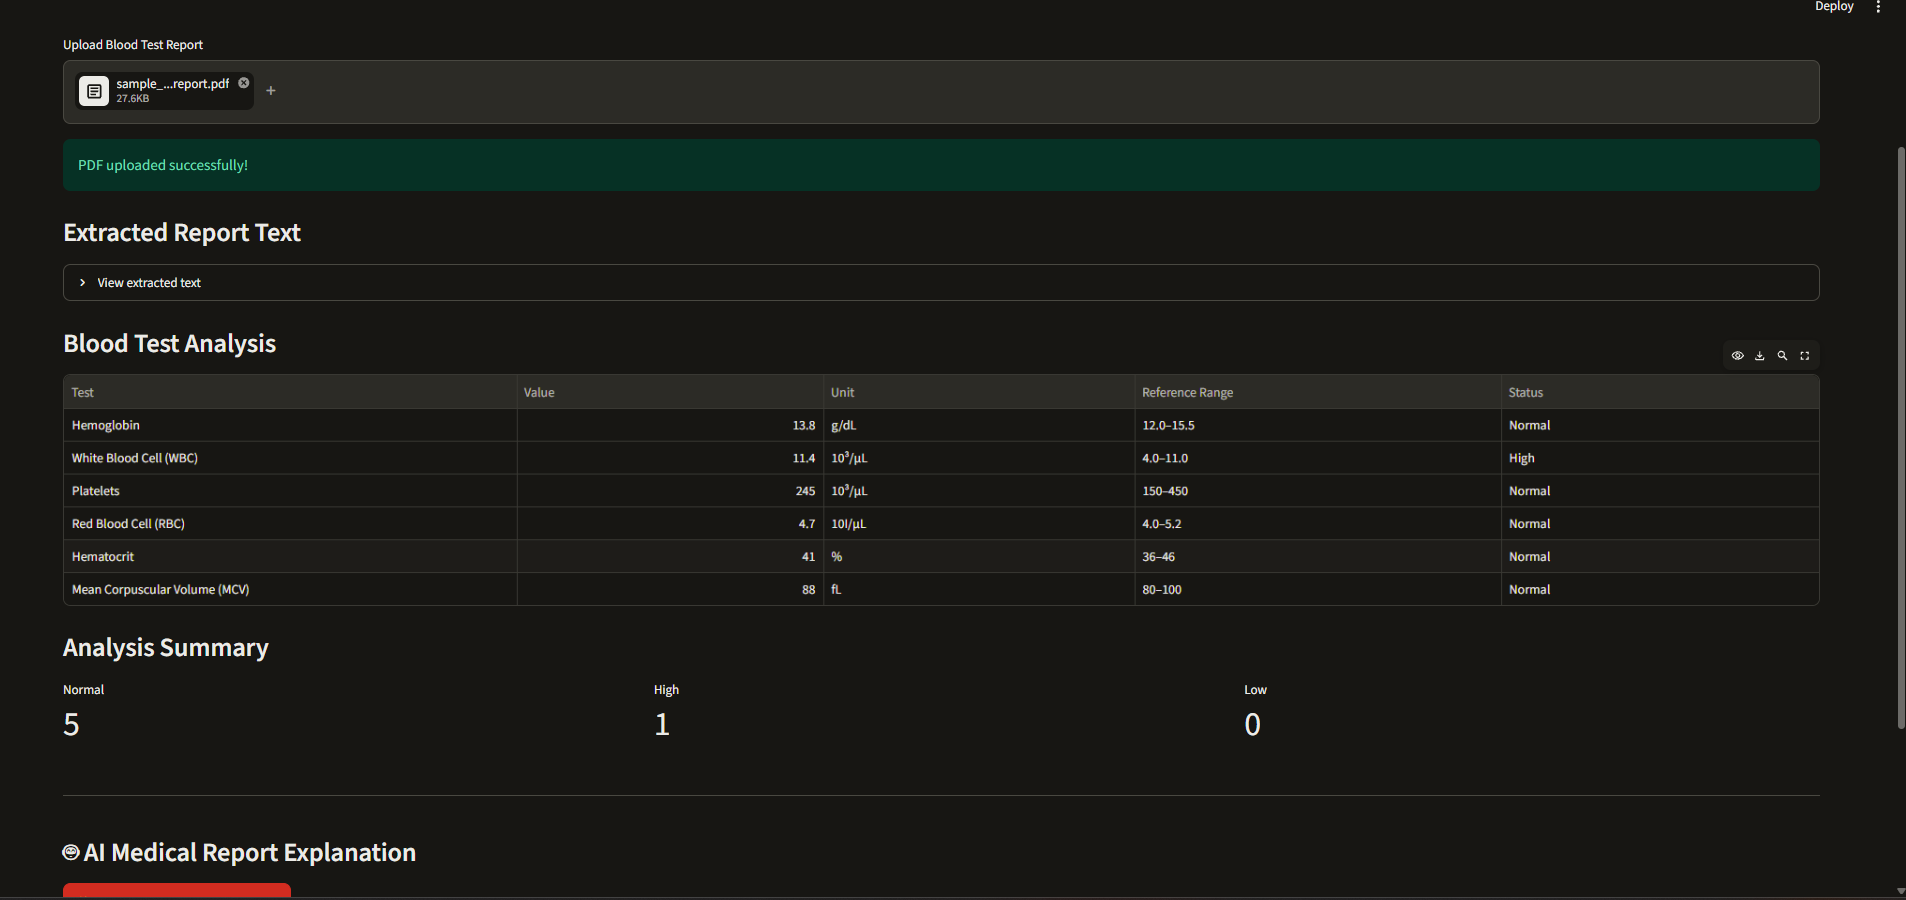 Deploy
Upload Blood Test Report
sample_...report.pdf
27.6KB
PDF uploaded successfully!
Extracted Report Text
View extracted text
Blood Test Analysis
Test Value Unit Reference Range Status
Hemoglobin 13.8 g/dL 12.0–15.5 Normal
White Blood Cell (WBC) 11.4 10³/µL 4.0–11.0 High
Platelets 245 10³/µL 150–450 Normal
Red Blood Cell (RBC) 4.7 10l/µL 4.0–5.2 Normal
Hematocrit 41 % 36–46 Normal
Mean Corpuscular Volume (MCV) 88 fL 80–100 Normal
Analysis Summary
Normal High Low
5 1 0
AI Medical Report Explanation